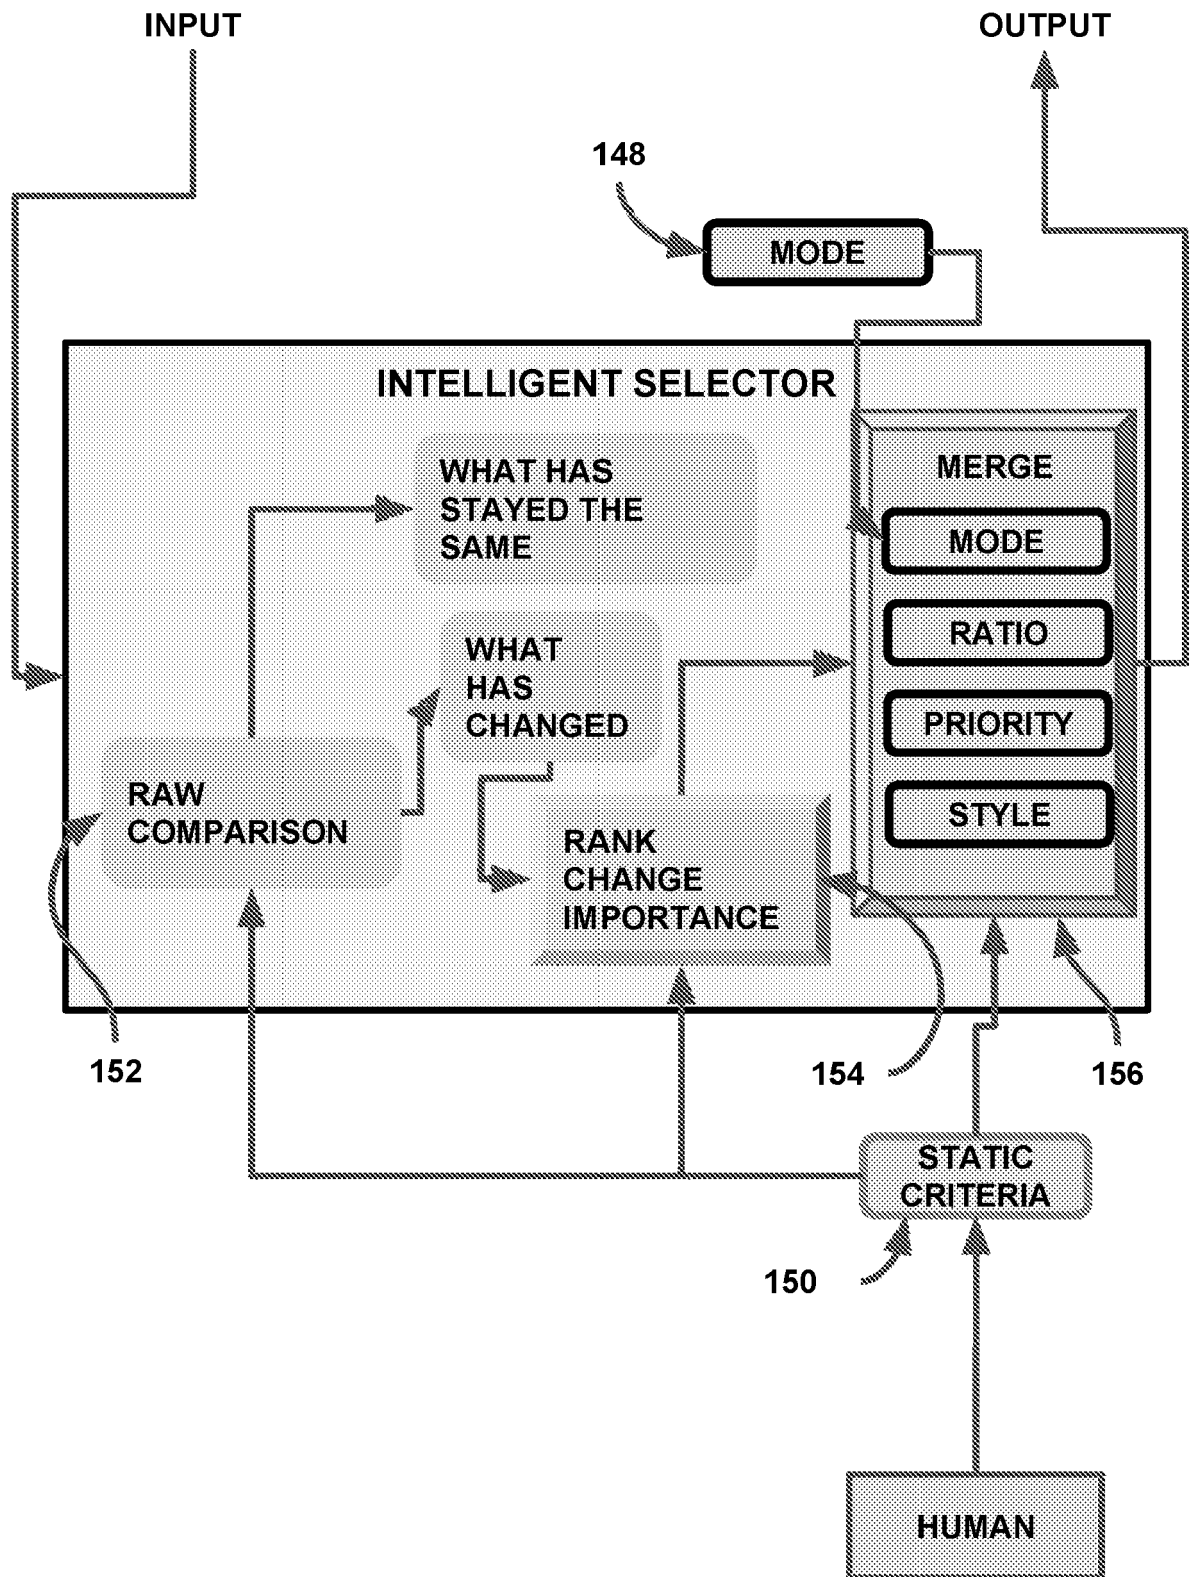 INPUT
OUTPUT
148
MODE
INTELLIGENT SELECTOR
WHAT HAS
STAYED THE
SAME
MERGE
MODE
RATIO
PRIORITY
STYLE
WHAT
HAS
CHANGED
RAW
COMPARISON
RANK
CHANGE
IMPORTANCE
152
154
156
STATIC
CRITERIA
150
HUMAN